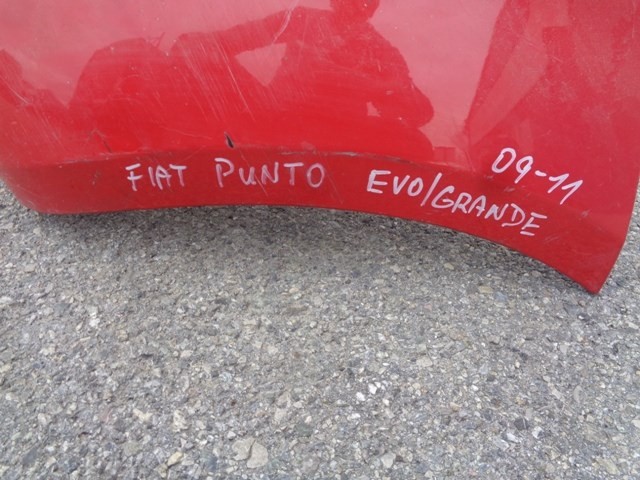 FIAT PUNTO EVO/GRANDE
09-11